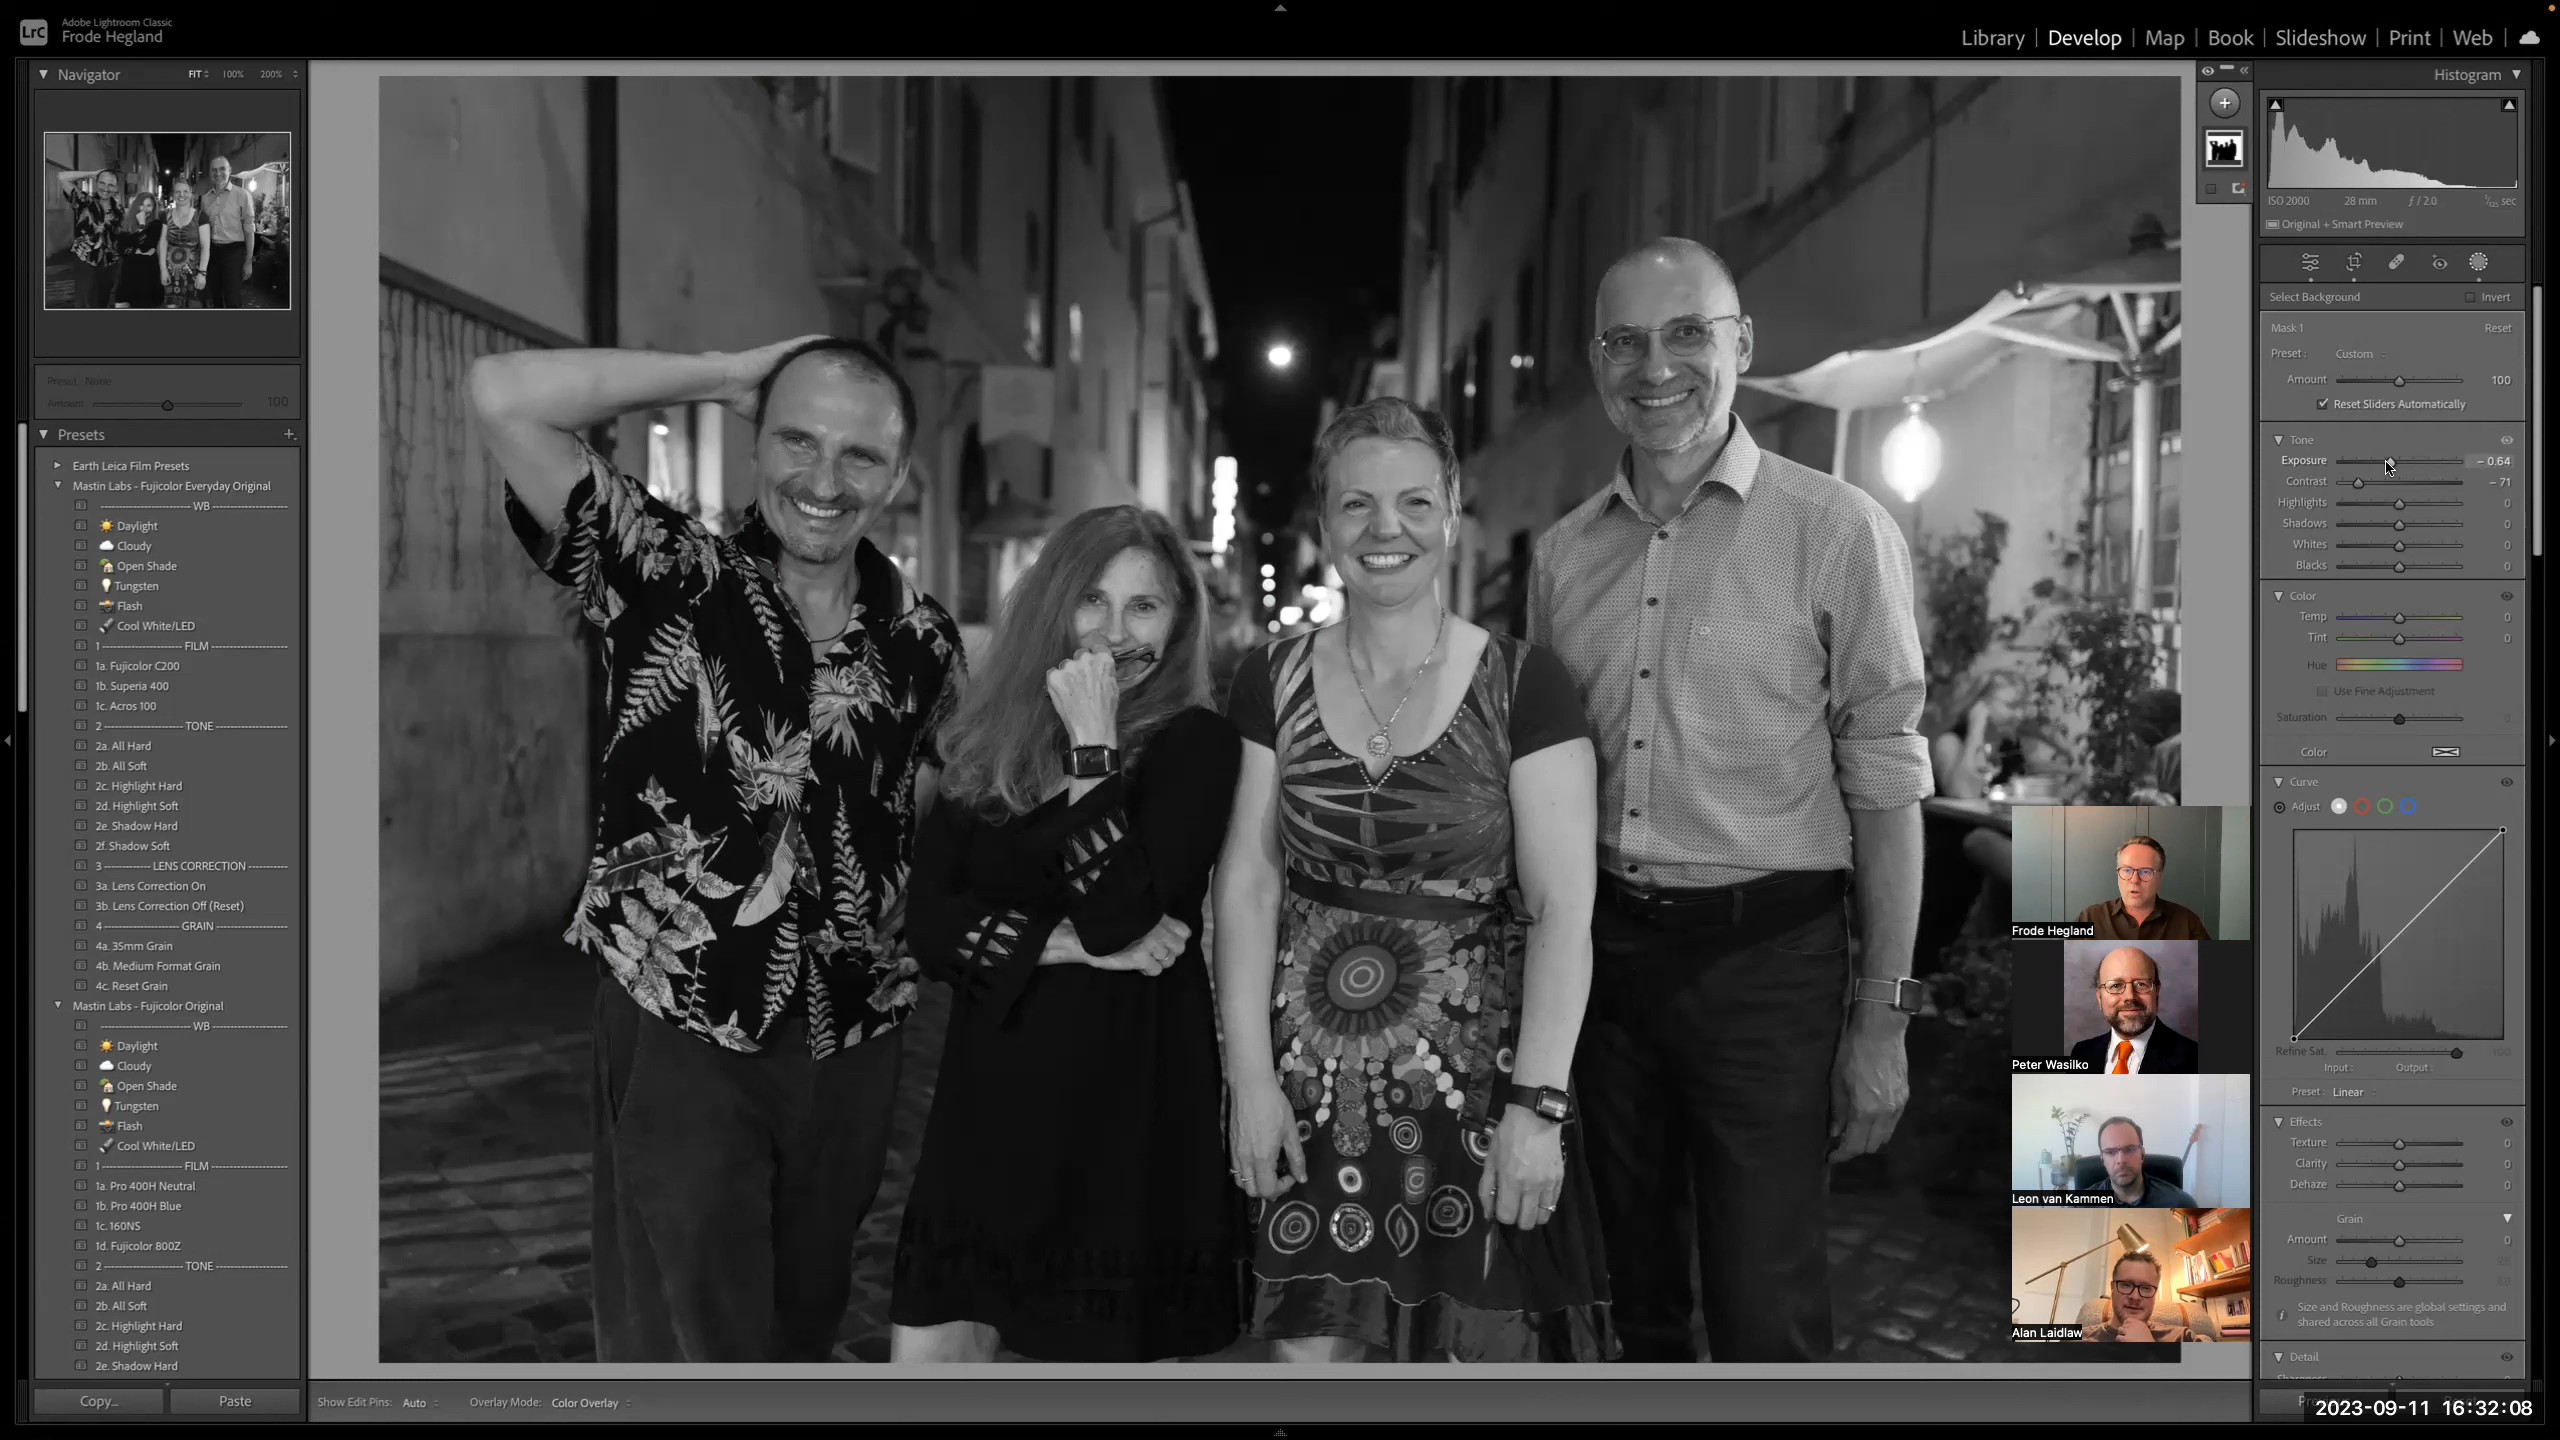 LrC
Adobe Lightroom Classic
Frode Hegland
Library | Develop | Map | Book | Slideshow | Print | Web
Navigator
FIT 100% 200%
Preset: None
Amount 100
Presets
Earth Leica Film Presets
Mastin Labs - Fujicolor Everyday Original
WB
Daylight
Cloudy
Open Shade
Tungsten
Flash
Cool White/LED
1 FILM
1a. Fujicolor C200
1b. Superia 400
1c. Acros 100
2 TONE
2a. All Hard
2b. All Soft
2c. Highlight Hard
2d. Highlight Soft
2e. Shadow Hard
2f. Shadow Soft
3 LENS CORRECTION
3a. Lens Correction On
3b. Lens Correction Off (Reset)
4 GRAIN
4a. 35mm Grain
4b. Medium Format Grain
4c. Reset Grain
Mastin Labs - Fujicolor Original
WB
Daylight
Cloudy
Open Shade
Tungsten
Flash
Cool White/LED
1 FILM
1a. Pro 400H Neutral
1b. Pro 400H Blue
1c. 160NS
1d. Fujicolor 800Z
2 TONE
2a. All Hard
2b. All Soft
2c. Highlight Hard
2d. Highlight Soft
2e. Shadow Hard
Copy... Paste
Show Edit Pins: Auto Overlay Mode: Color Overlay
Frode Hegland
Peter Wasilko
Leon van Kammen
Alan Laidlaw
Histogram
ISO 2000 28 mm ƒ / 2.0 1/125 sec
Original + Smart Preview
Select Background Invert
Mask 1 Reset
Preset: Custom
Amount 100
Reset Sliders Automatically
Tone
Exposure - 0.64
Contrast - 71
Highlights 0
Shadows 0
Whites 0
Blacks 0
Color
Temp 0
Tint 0
Hue
Use Fine Adjustment
Saturation 0
Color
Curve
Adjust
Refine Sat. 100
Input: Output:
Preset: Linear
Effects
Texture 0
Clarity 0
Dehaze 0
Grain
Amount 0
Size
Roughness
Size and Roughness are global settings and
shared across all Grain tools
Detail
2023-09-11 16:32:08